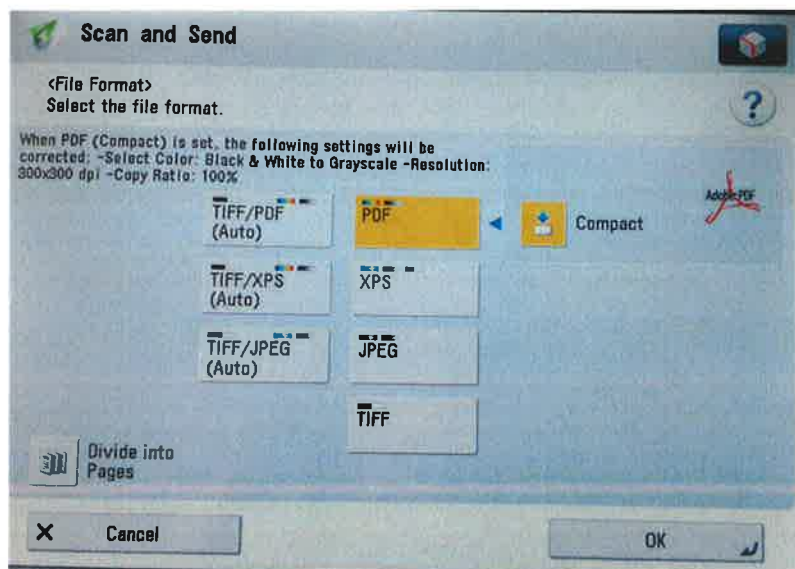 Scan and Send
<File Format>
Select the file format.
?
When PDF (Compact) is set, the following settings will be
corrected: -Select Color: Black & White to Grayscale -Resolution:
300x300 dpi -Copy Ratio: 100%
TIFF/PDF
(Auto)
PDF
Compact
Adobe PDF
TIFF/XPS
(Auto)
XPS
TIFF/JPEG
(Auto)
JPEG
TIFF
Divide into
Pages
Cancel
OK